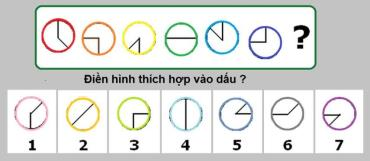 ?
Điền hình thích hợp vào dấu ?
1 2 3 4 5 6 7